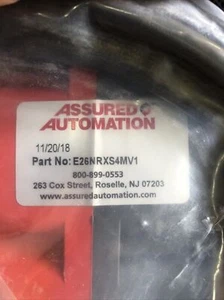 ASSURED
AUTOMATION
11/20/18
Part No: E26NRXS4MV1
800-899-0553
263 Cox Street, Roselle, NJ 07203
www.assuredautomation.com